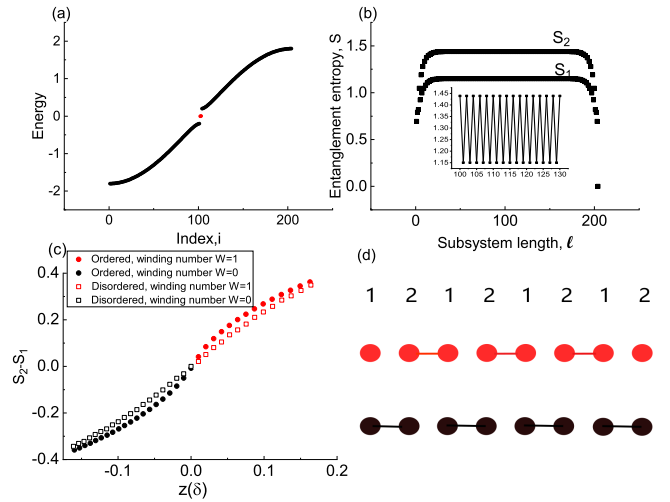 (a)
2
1
0
-1
-2
Energy
0
100
200
Index,i
(b)
1.5
1.0
0.5
0.0
Entanglement entropy, S
S2
S1
1.45
1.40
1.35
1.30
1.25
1.20
1.15
100 105 110 115 120 125 130
0
100
200
Subsystem length, ℓ
(c)
Ordered, winding number W=1
Ordered, winding number W=0
Disordered, winding number W=1
Disordered, winding number W=0
0.4
0.2
0.0
-0.2
-0.4
S2-S1
-0.1
0.0
0.1
0.2
z(δ)
(d)
1 2 1 2 1 2 1 2